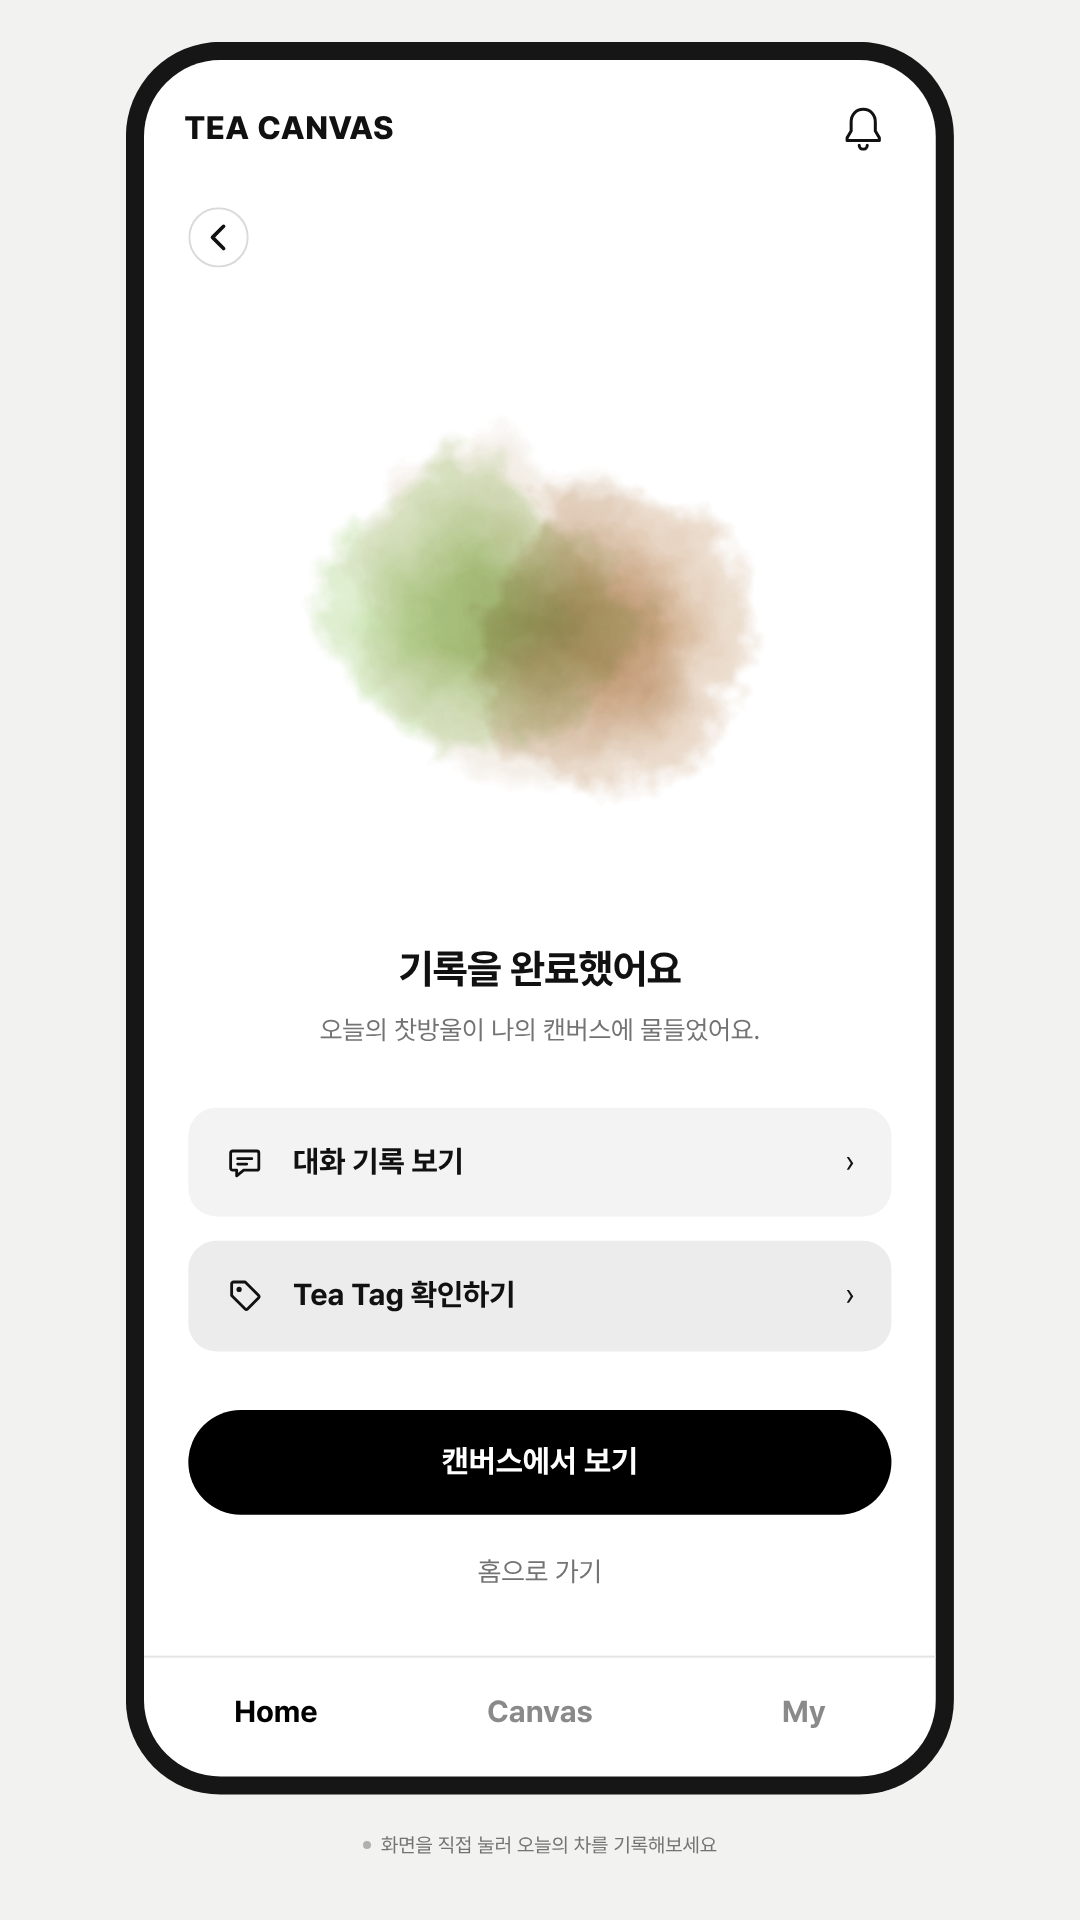 TEA CANVAS
기록을 완료했어요
오늘의 찻방울이 나의 캔버스에 물들었어요.
대화 기록 보기 ›
Tea Tag 확인하기 ›
캔버스에서 보기
홈으로 가기
Home Canvas My
화면을 직접 눌러 오늘의 차를 기록해보세요